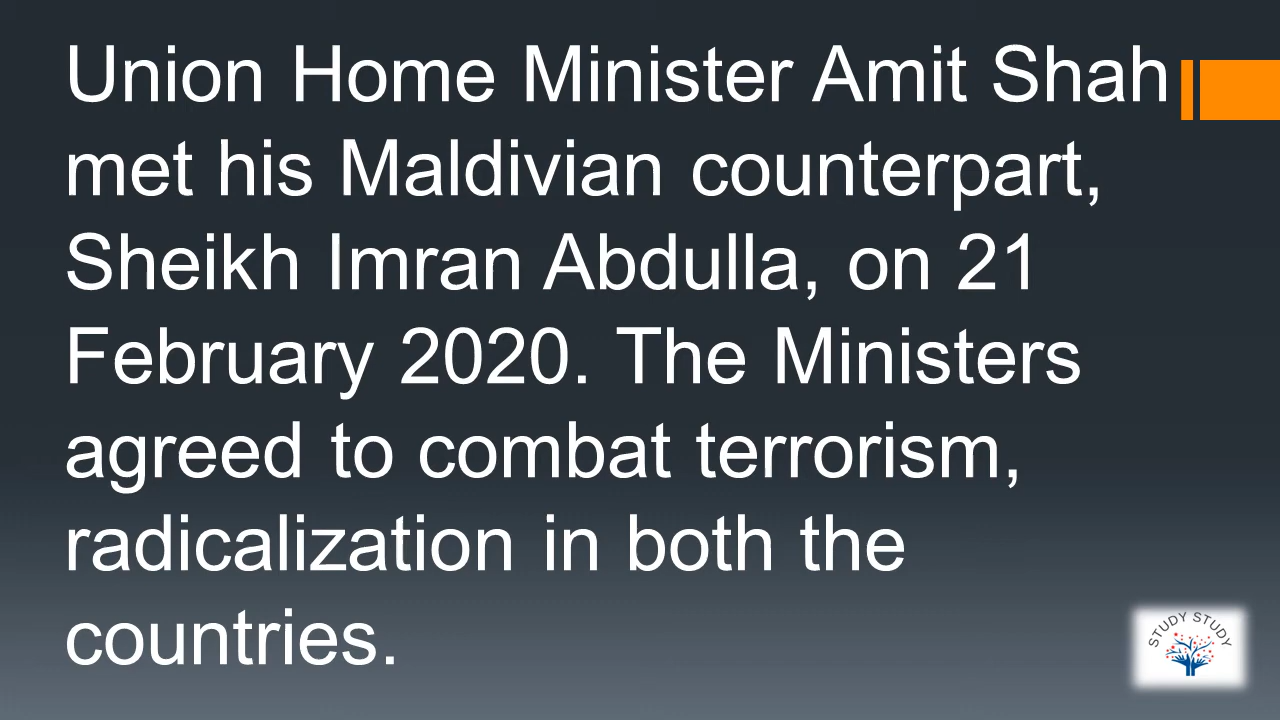 Union Home Minister Amit Shah
met his Maldivian counterpart,
Sheikh Imran Abdulla, on 21
February 2020. The Ministers
agreed to combat terrorism,
radicalization in both the
countries.
STUDY STUDY